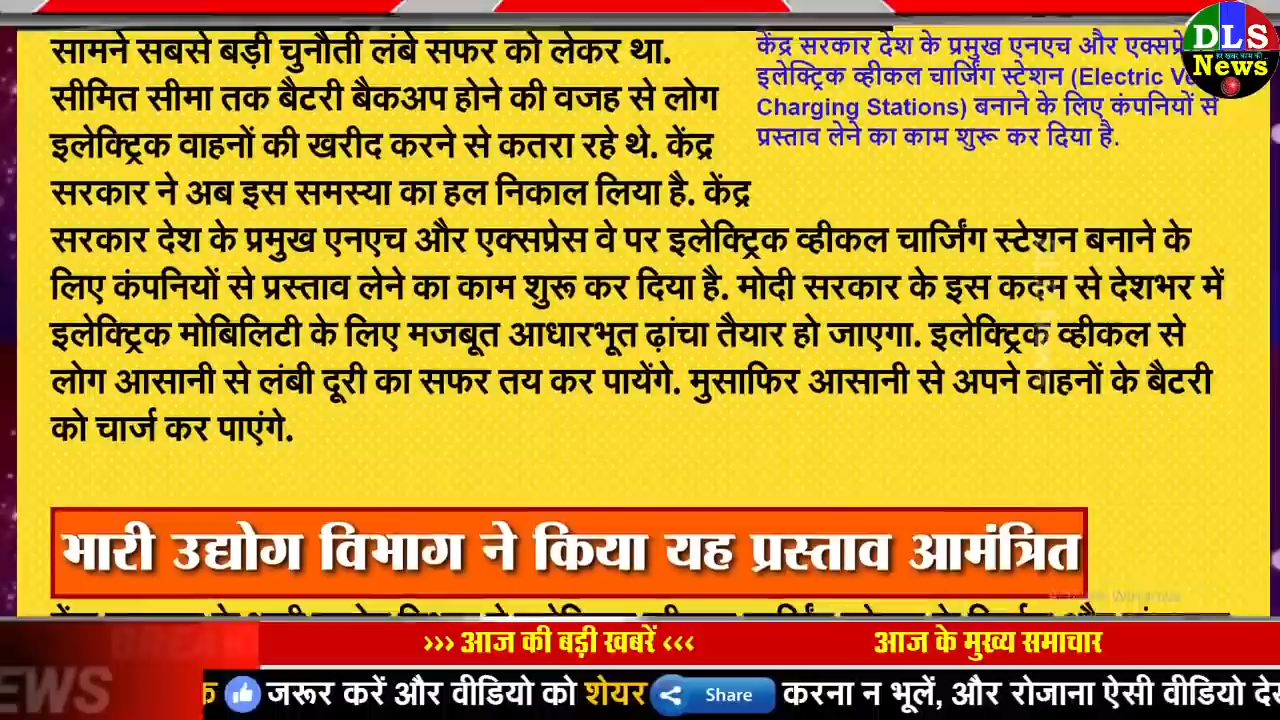 सामने सबसे बड़ी चुनौती लंबे सफर को लेकर था.
सीमित सीमा तक बैटरी बैकअप होने की वजह से लोग
इलेक्ट्रिक वाहनों की खरीद करने से कतरा रहे थे. केंद्र
सरकार ने अब इस समस्या का हल निकाल लिया है. केंद्र
सरकार देश के प्रमुख एनएच और एक्सप्रेस वे पर इलेक्ट्रिक व्हीकल चार्जिंग स्टेशन बनाने के
लिए कंपनियों से प्रस्ताव लेने का काम शुरू कर दिया है. मोदी सरकार के इस कदम से देशभर में
इलेक्ट्रिक मोबिलिटी के लिए मजबूत आधारभूत ढ़ांचा तैयार हो जाएगा. इलेक्ट्रिक व्हीकल से
लोग आसानी से लंबी दूरी का सफर तय कर पायेंगे. मुसाफिर आसानी से अपने वाहनों के बैटरी
को चार्ज कर पाएंगे.
केंद्र सरकार देश के प्रमुख एनएच और
इलेक्ट्रिक व्हीकल चार्जिंग स्टेशन (Electric
Charging Stations) बनाने के लिए कंपनियों से
प्रस्ताव लेने का काम शुरू कर दिया है.
DLS
News
भारी उद्योग विभाग ने किया यह प्रस्ताव आमंत्रित
››› आज की बड़ी खबरें ‹‹‹ आज के मुख्य समाचार
EWS
जरूर करें और वीडियो को शेयर Share करना न भूलें, और रोजाना ऐसी वीडियो